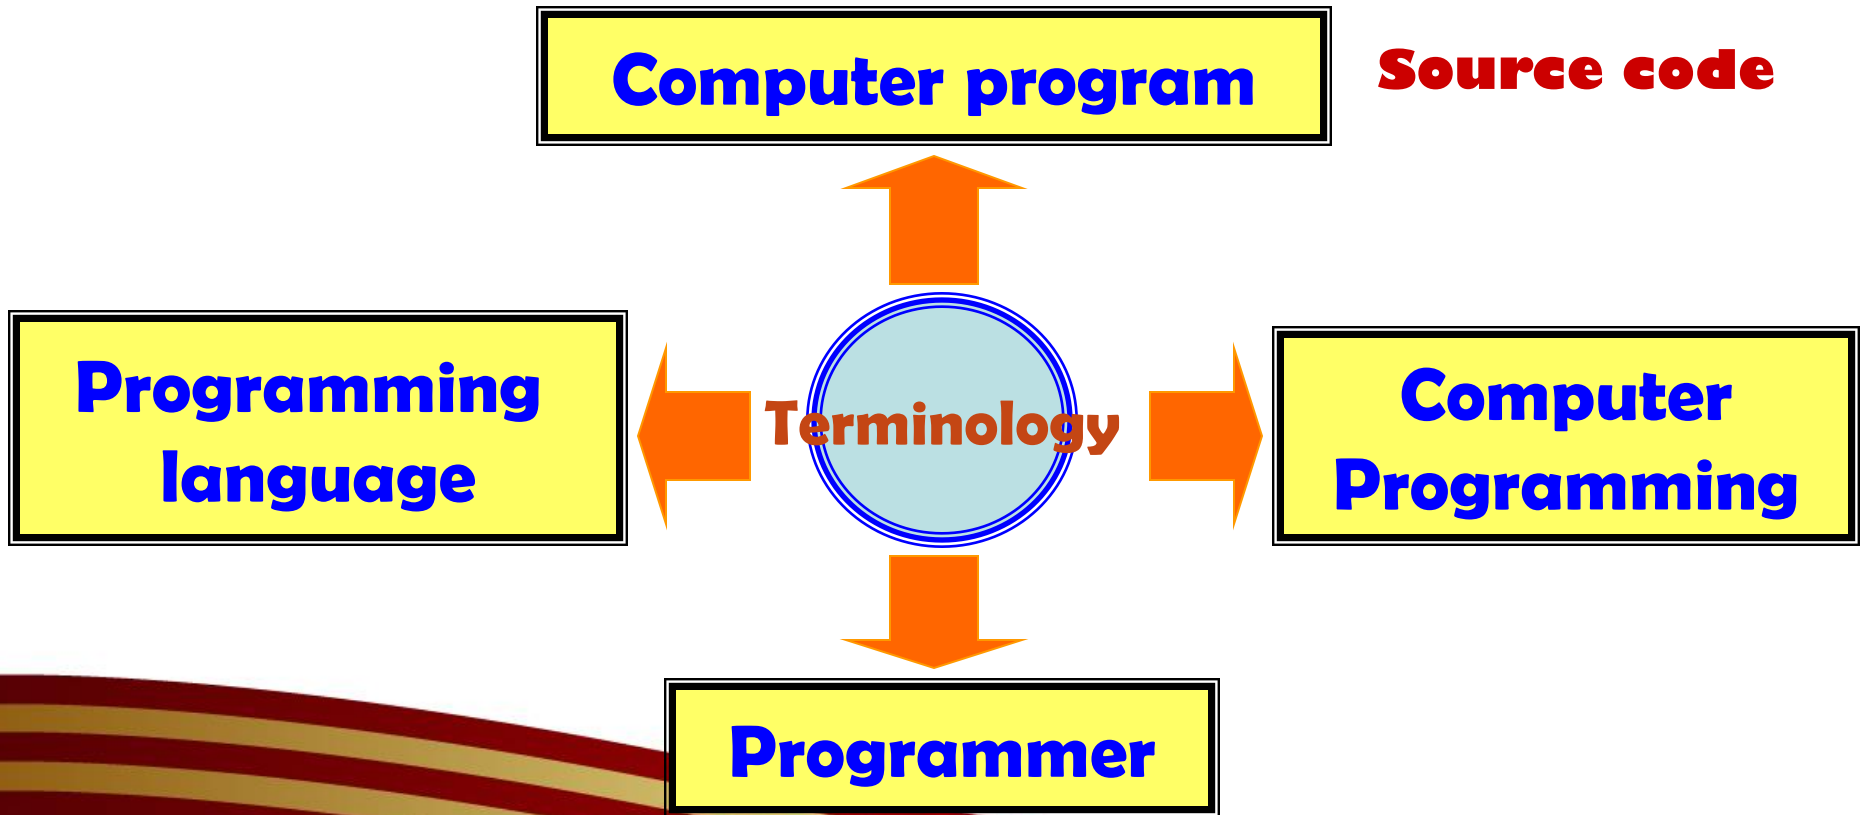 Computer program
Source code
Programming
language
Terminology
Computer
Programming
Programmer